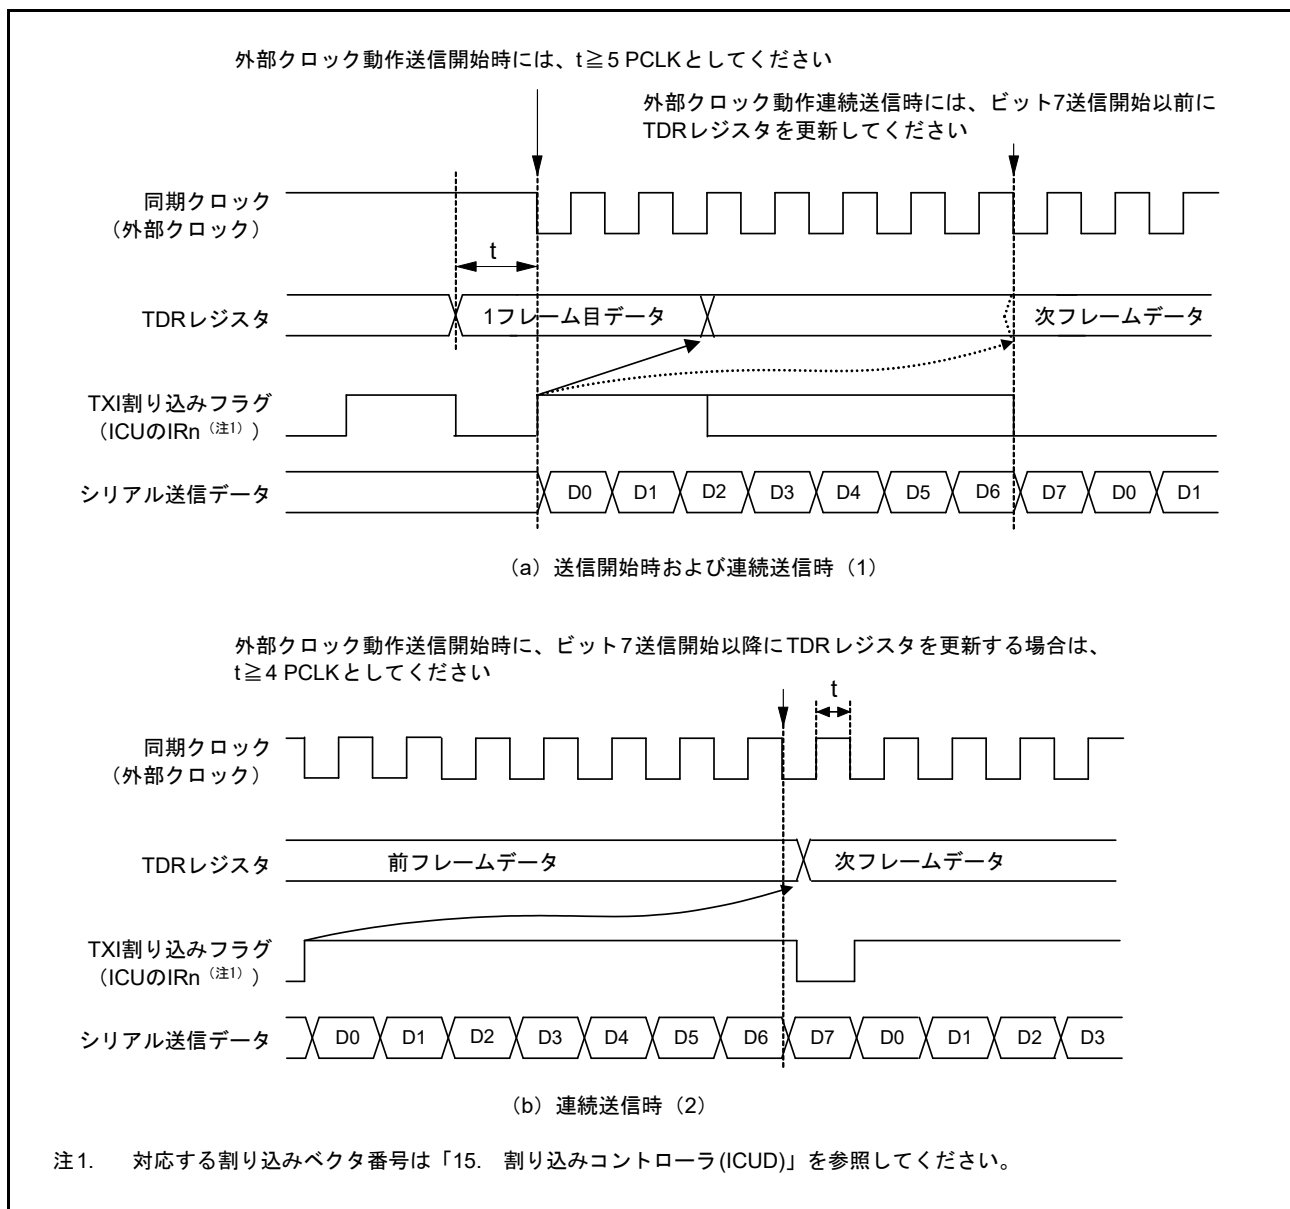 外部クロック動作送信開始時には、t≧5 PCLKとしてください
外部クロック動作連続送信時には、ビット7送信開始以前に
TDRレジスタを更新してください
同期クロック
（外部クロック）
t
TDRレジスタ
1フレーム目データ
次フレームデータ
TXI割り込みフラグ
（ICUのIRn（注1））
シリアル送信データ
D0 D1 D2 D3 D4 D5 D6 D7 D0 D1
（a）送信開始時および連続送信時（1）
外部クロック動作送信開始時に、ビット7送信開始以降にTDRレジスタを更新する場合は、
t≧4 PCLKとしてください
t
同期クロック
（外部クロック）
TDRレジスタ
前フレームデータ
次フレームデータ
TXI割り込みフラグ
（ICUのIRn（注1））
シリアル送信データ
D0 D1 D2 D3 D4 D5 D6 D7 D0 D1 D2 D3
（b）連続送信時（2）
注1. 対応する割り込みベクタ番号は「15. 割り込みコントローラ(ICUD)」を参照してください。